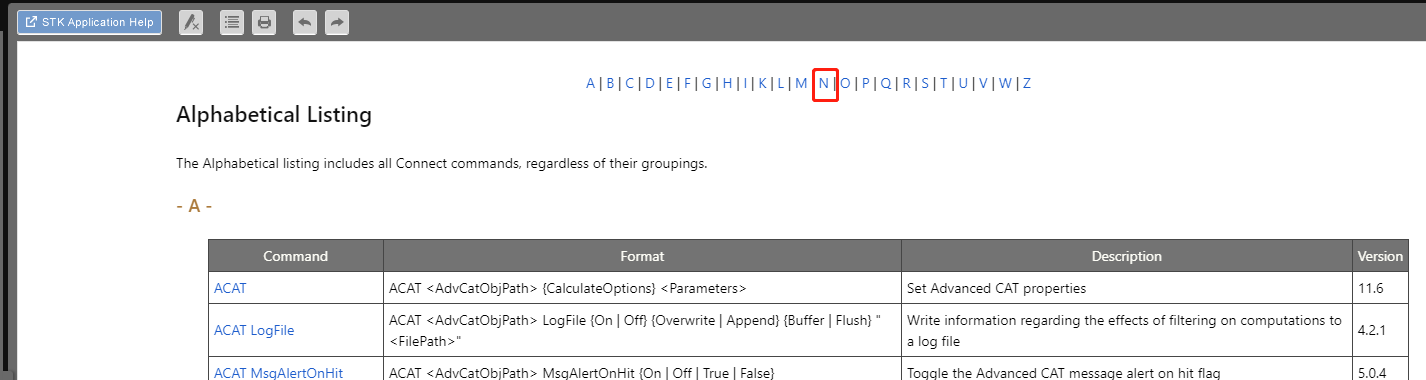 STK Application Help
A | B | C | D | E | F | G | H | I | K | L | M | N | O | P | Q | R | S | T | U | V | W | Z
Alphabetical Listing
The Alphabetical listing includes all Connect commands, regardless of their groupings.
- A -
Command Format Description Version
ACAT ACAT <AdvCatObjPath> {CalculateOptions} <Parameters> Set Advanced CAT properties 11.6
ACAT LogFile ACAT <AdvCatObjPath> LogFile {On | Off} {Overwrite | Append} {Buffer | Flush} "
<FilePath>" Write information regarding the effects of filtering on computations to
a log file 4.2.1
ACAT MsgAlertOnHit ACAT <AdvCatObjPath> MsgAlertOnHit {On | Off | True | False} Toggle the Advanced CAT message alert on hit flag 5.0.4